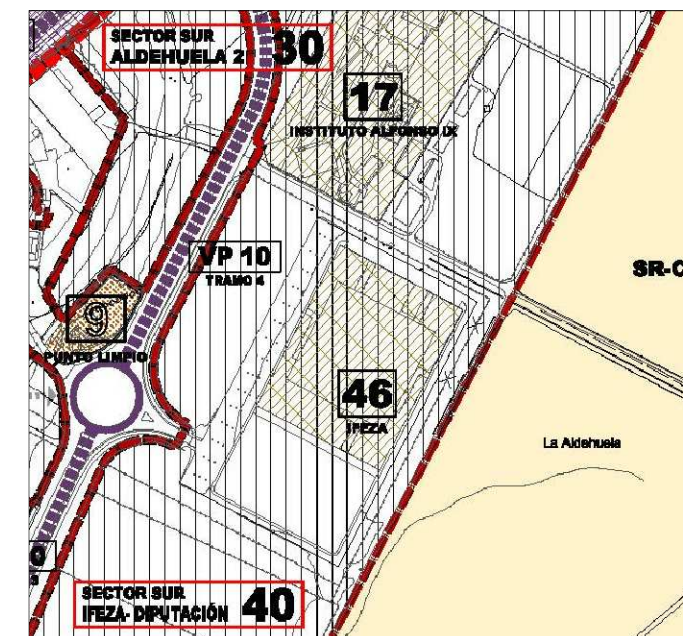 SECTOR SUR
ALDEHUELA 2 30
17
INSTITUTO ALFONSO IX
VP 10
TRAMO 4
SR-C
9
PUNTO LIMPIO
46
IFEZA
La Aldehuela
0
SECTOR SUR
IFEZA- DIPUTACIÓN 40